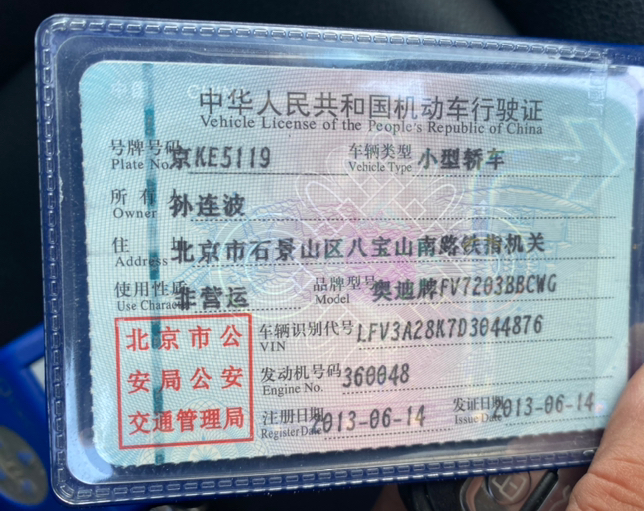 中华人民共和国机动车行驶证
Vehicle License of the People's Republic of China
号牌号码 京KE5119 车辆类型 小型轿车
Plate No. Vehicle Type
所有人 孙连波
Owner
住址 北京市石景山区八宝山南路铁指机关
Address
使用性质 非营运 品牌型号 奥迪牌FV7203BBCWG
Use Character Model
北京市公
安局公安
交通管理局
车辆识别代号 LFV3A28K7D3044876
VIN
发动机号码 360048
Engine No.
注册日期 2013-06-14 发证日期 2013-06-14
Register Date Issue Date